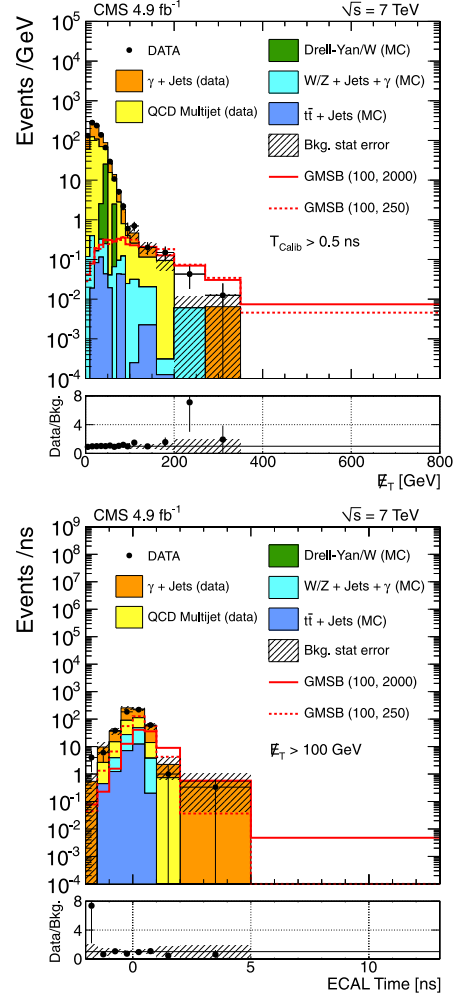 CMS 4.9 fb⁻¹ √s = 7 TeV
Events /GeV
10⁵
10⁴
10³
10²
10
1
10⁻¹
10⁻²
10⁻³
10⁻⁴
DATA
γ + Jets (data)
QCD Multijet (data)
Drell-Yan/W (MC)
W/Z + Jets + γ (MC)
tt̄ + Jets (MC)
Bkg. stat error
GMSB (100, 2000)
GMSB (100, 250)
T_Calib > 0.5 ns
Data/Bkg.
8
4
0
0 200 400 600 800
E̸_T [GeV]
CMS 4.9 fb⁻¹ √s = 7 TeV
Events /ns
10⁹
10⁸
10⁷
10⁶
10⁵
10⁴
10³
10²
10
1
10⁻¹
10⁻²
10⁻³
10⁻⁴
DATA
γ + Jets (data)
QCD Multijet (data)
Drell-Yan/W (MC)
W/Z + Jets + γ (MC)
tt̄ + Jets (MC)
Bkg. stat error
GMSB (100, 2000)
GMSB (100, 250)
E̸_T > 100 GeV
Data/Bkg.
8
4
0
0 5 10
ECAL Time [ns]